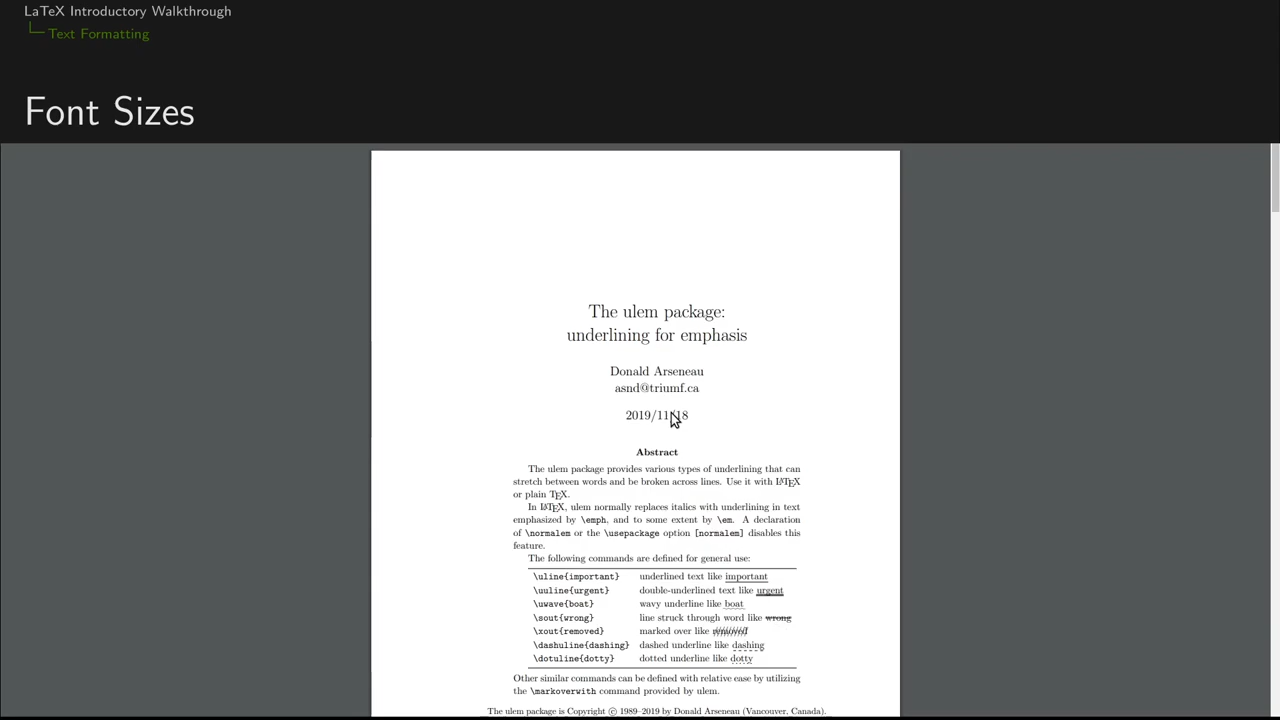 LaTeX Introductory Walkthrough
Text Formatting
Font Sizes
The ulem package:
underlining for emphasis
Donald Arseneau
asnd@triumf.ca
2019/11/18
Abstract
The ulem package provides various types of underlining that can
stretch between words and be broken across lines. Use it with LaTeX
or plain TeX.
In LaTeX, ulem normally replaces italics with underlining in text
emphasized by \emph, and to some extent by \em. A declaration
of \normalem or the \usepackage option [normalem] disables this
feature.
The following commands are defined for general use:
\uline{important} underlined text like important
\uuline{urgent} double-underlined text like urgent
\uwave{boat} wavy underline like boat
\sout{wrong} line struck through word like wrong
\xout{removed} marked over like removed
\dashuline{dashing} dashed underline like dashing
\dotuline{dotty} dotted underline like dotty
Other similar commands can be defined with relative ease by utilizing
the \markoverwith command provided by ulem.
The ulem package is Copyright © 1989–2019 by Donald Arseneau (Vancouver, Canada).